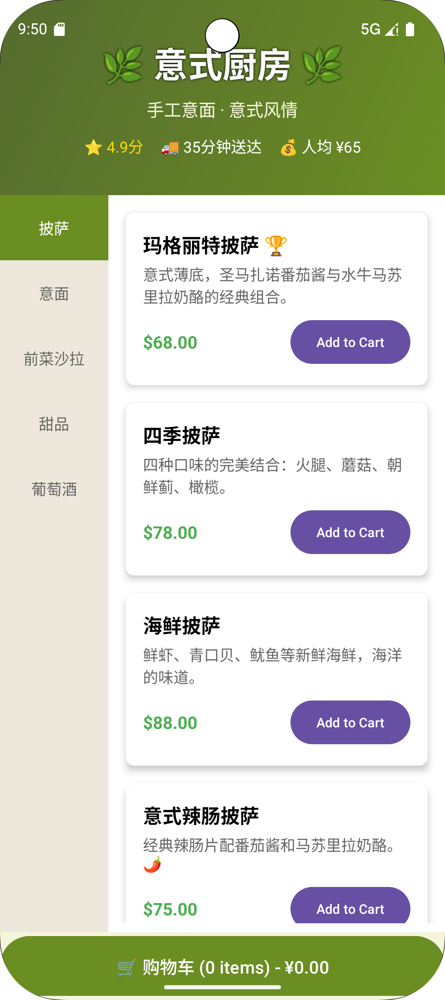 9:50
5G
🌿 意式厨房 🌿
手工意面 · 意式风情
⭐ 4.9分 🚚 35分钟送达 💰 人均 ¥65
披萨
意面
前菜沙拉
甜品
葡萄酒
玛格丽特披萨 🏆
意式薄底，圣马扎诺番茄酱与水牛马苏
里拉奶酪的经典组合。
$68.00
Add to Cart
四季披萨
四种口味的完美结合：火腿、蘑菇、朝
鲜蓟、橄榄。
$78.00
Add to Cart
海鲜披萨
鲜虾、青口贝、鱿鱼等新鲜海鲜，海洋
的味道。
$88.00
Add to Cart
意式辣肠披萨
经典辣肠片配番茄酱和马苏里拉奶酪。
🌶️
$75.00
Add to Cart
🛒 购物车 (0 items) - ¥0.00